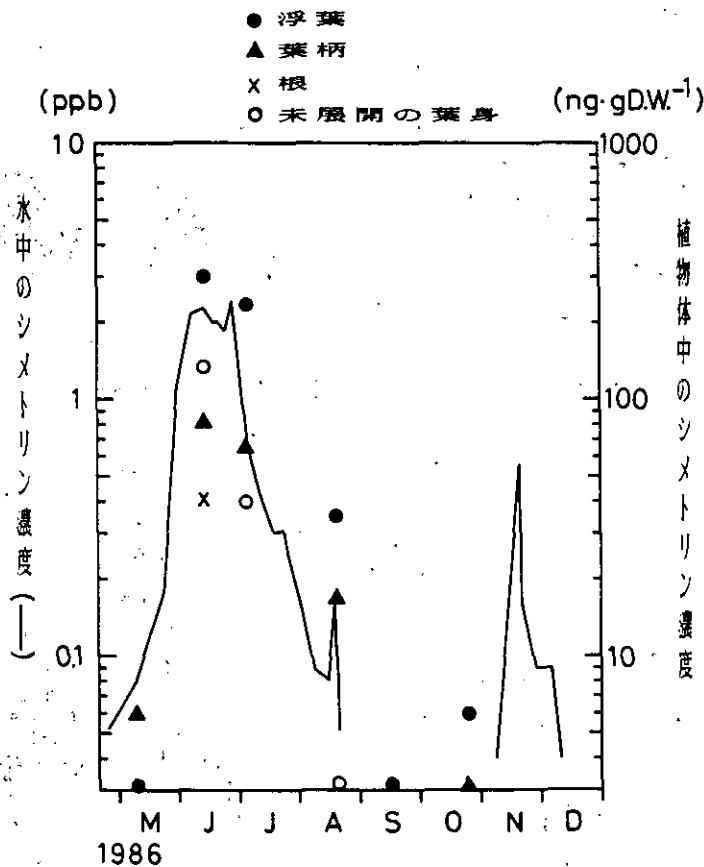 ● 浮葉
▲ 葉柄
x 根
○ 未展開の葉身
(ppb)
(ng·gD.W.⁻¹)
10
1
0.1
1000
100
10
水中のシメトリン濃度(—)
植物体中のシメトリン濃度
M J J A S O N D
1986